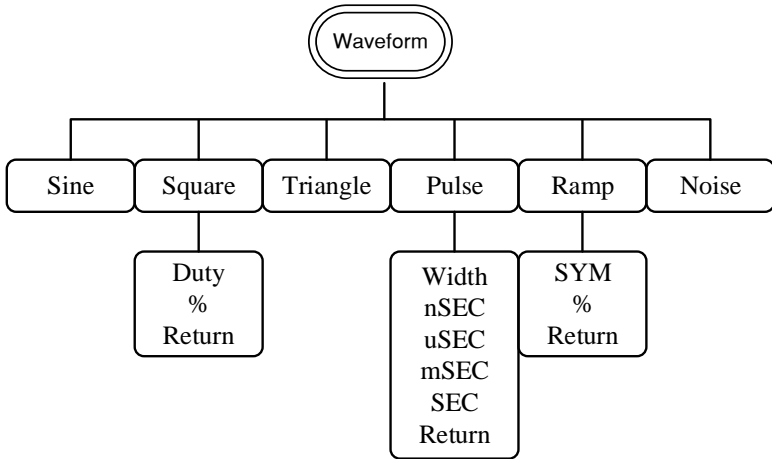 Waveform
Sine
Square
Triangle
Pulse
Ramp
Noise
Duty
%
Return
Width
nSEC
uSEC
mSEC
SEC
Return
SYM
%
Return